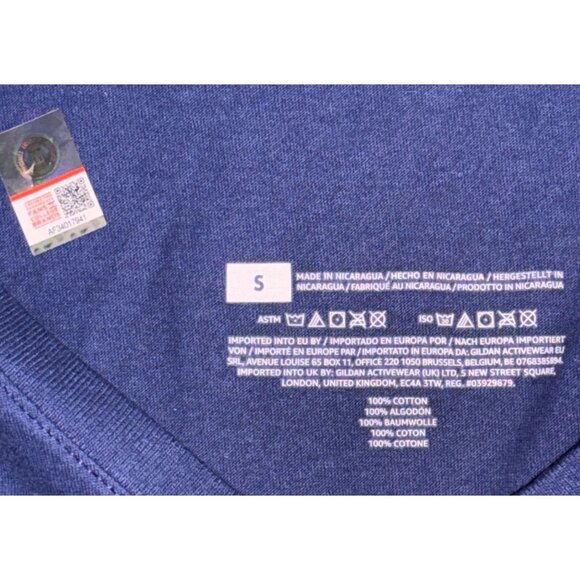 FANS
COLLEGE
BRANDS
AF34017941
S
MADE IN NICARAGUA / HECHO EN NICARAGUA / HERGESTELLT IN
NICARAGUA / FABRIQUÉ AU NICARAGUA / PRODOTTO IN NICARAGUA
ASTM
ISO
IMPORTED INTO EU BY / IMPORTADO EN EUROPA POR / NACH EUROPA IMPORTIERT
VON / IMPORTÉ EN EUROPE PAR / IMPORTATO IN EUROPA DA: GILDAN ACTIVEWEAR EU
SRL, AVENUE LOUISE 65 BOX 11, OFFICE 220 1050 BRUSSELS, BELGIUM, BE 0768385894
IMPORTED INTO UK BY: GILDAN ACTIVEWEAR (UK) LTD, 5 NEW STREET SQUARE,
LONDON, UNITED KINGDOM, EC4A 3TW, REG. #03929879.
100% COTTON
100% ALGODÓN
100% BAUMWOLLE
100% COTON
100% COTONE